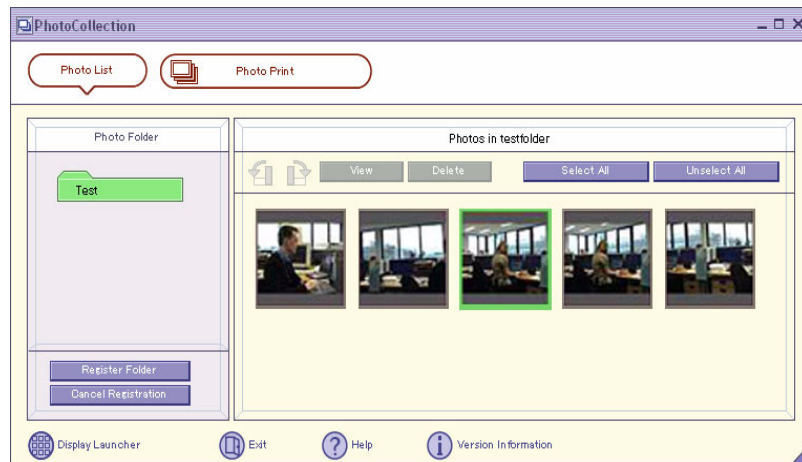 PhotoCollection
Photo List
Photo Print
Photo Folder
Test
Register Folder
Cancel Registration
Photos in testfolder
View
Delete
Select All
Unselect All
Display Launcher
Exit
Help
Version Information